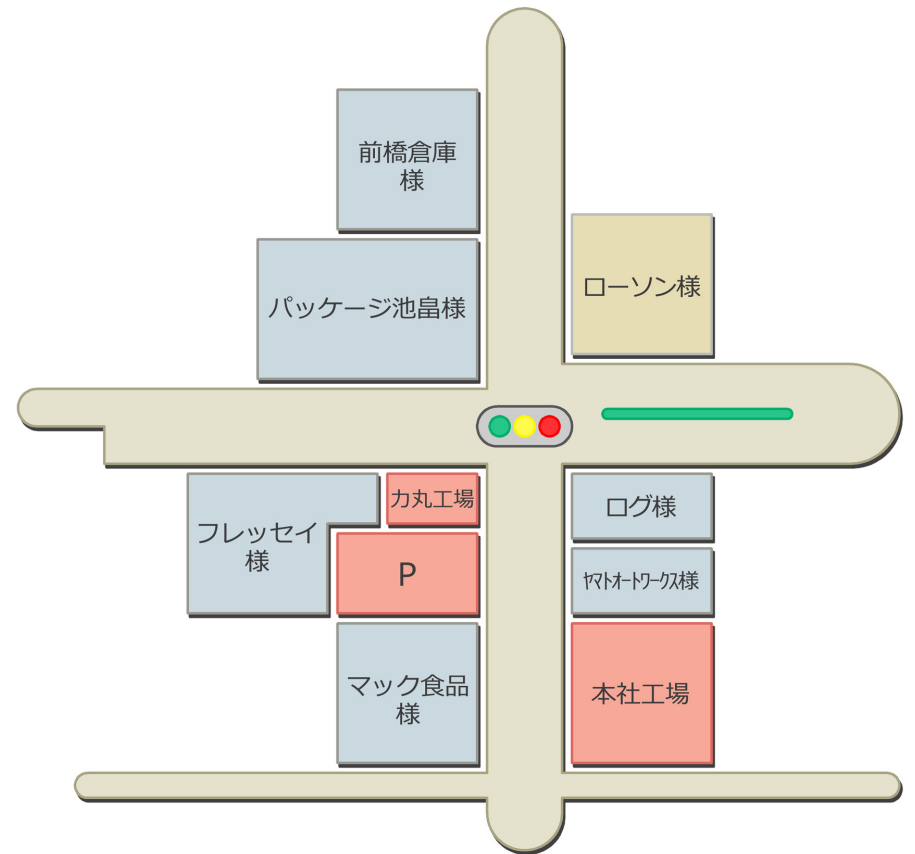 前橋倉庫
様
パッケージ池畠様
ローソン様
力丸工場
フレッセイ
様
P
ログ様
ヤマトオートワークス様
マック食品
様
本社工場